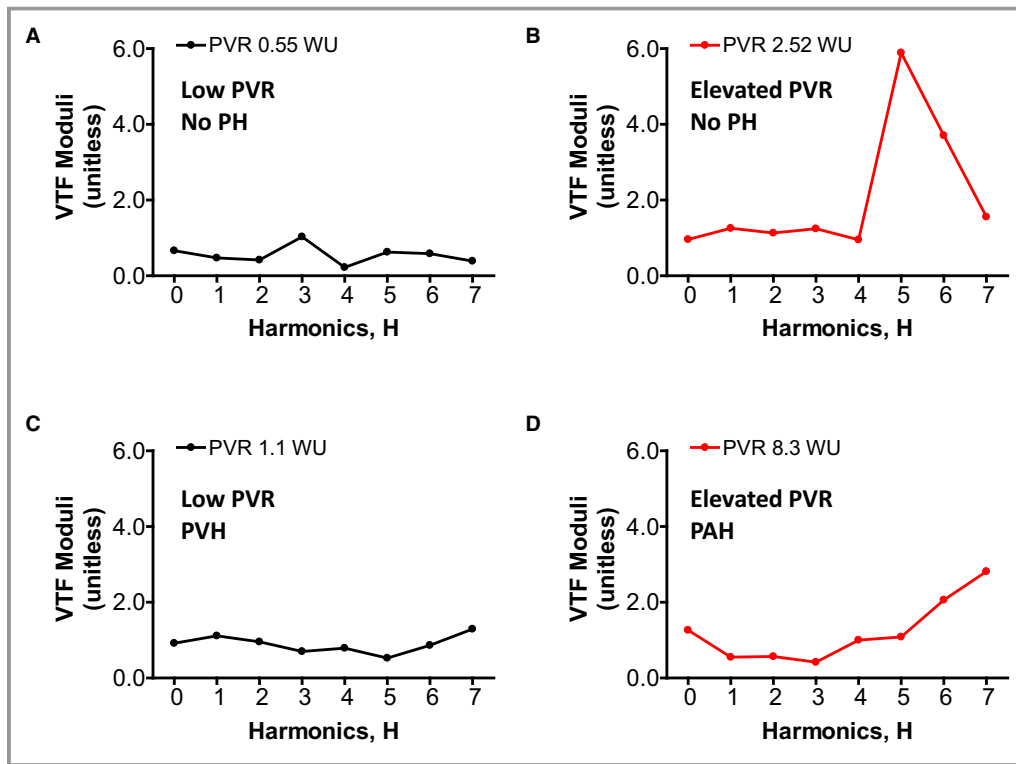 A
PVR 0.55 WU
Low PVR
No PH
VTF Moduli
(unitless)
6.0
4.0
2.0
0.0
0 1 2 3 4 5 6 7
Harmonics, H
B
PVR 2.52 WU
Elevated PVR
No PH
VTF Moduli
(unitless)
6.0
4.0
2.0
0.0
0 1 2 3 4 5 6 7
Harmonics, H
C
PVR 1.1 WU
Low PVR
PVH
VTF Moduli
(unitless)
6.0
4.0
2.0
0.0
0 1 2 3 4 5 6 7
Harmonics, H
D
PVR 8.3 WU
Elevated PVR
PAH
VTF Moduli
(unitless)
6.0
4.0
2.0
0.0
0 1 2 3 4 5 6 7
Harmonics, H